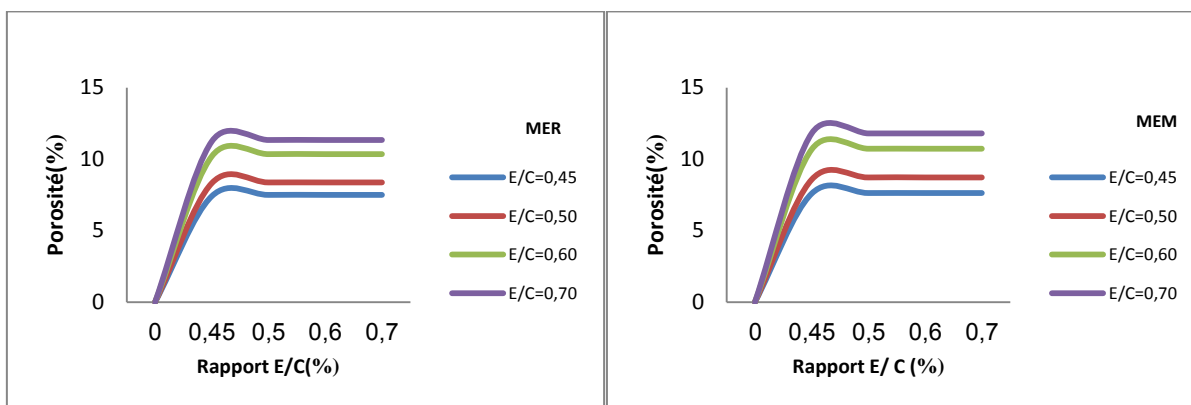 15
10
5
0
Porosité(%)
0 0,45 0,5 0,6 0,7
Rapport E/C(%)
MER
E/C=0,45
E/C=0,50
E/C=0,60
E/C=0,70
15
10
5
0
Porosité(%)
0 0,45 0,5 0,6 0,7
Rapport E/ C (%)
MEM
E/C=0,45
E/C=0,50
E/C=0,60
E/C=0,70